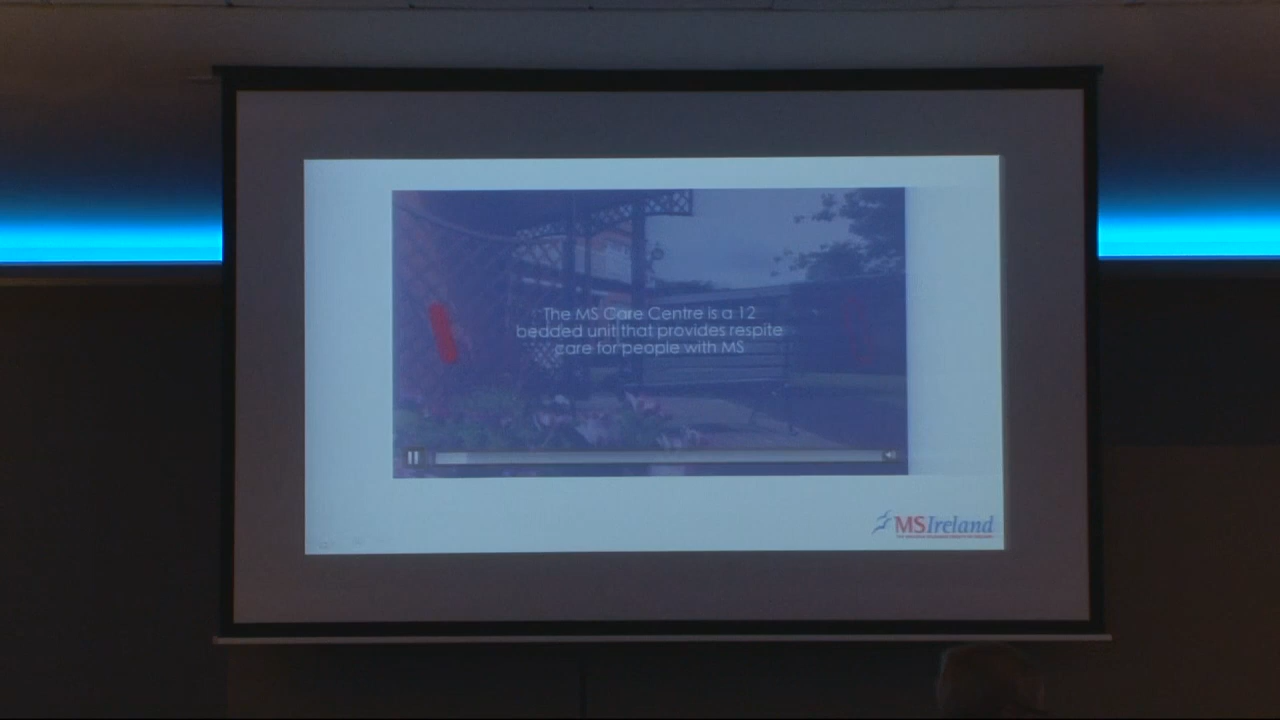 The MS Care Centre is a 12
bedded unit that provides respite
care for people with MS
MSIreland